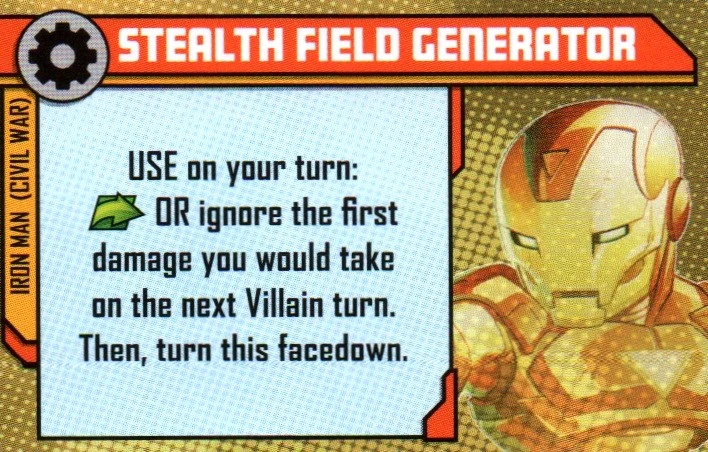 STEALTH FIELD GENERATOR
IRON MAN (CIVIL WAR)
USE on your turn:
OR ignore the first
damage you would take
on the next Villain turn.
Then, turn this facedown.